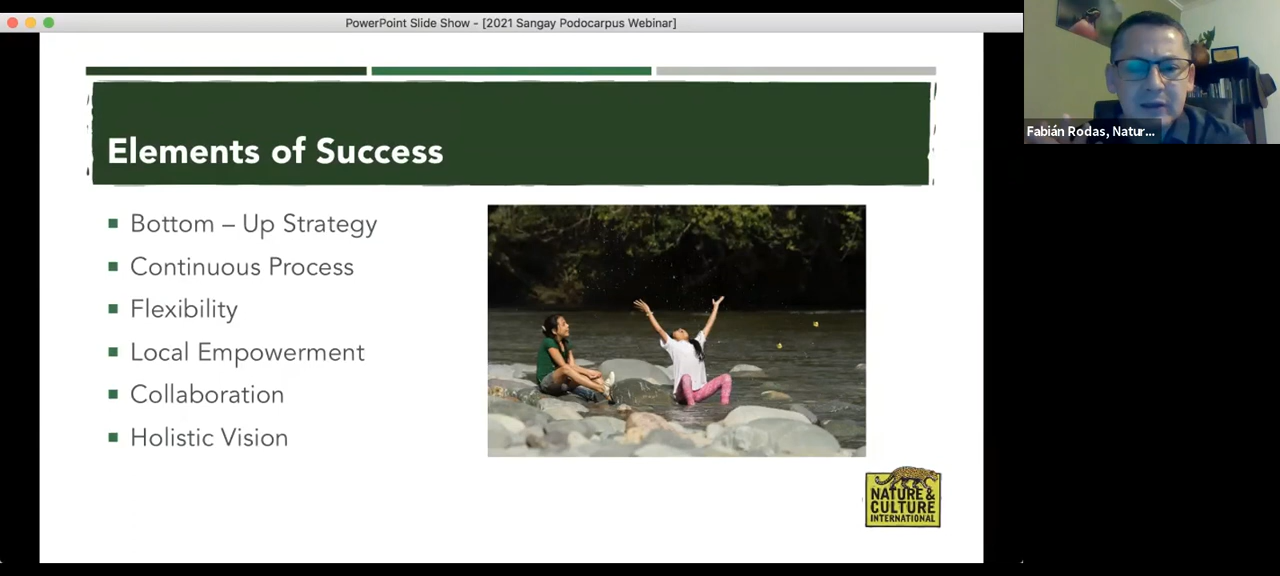 PowerPoint Slide Show - [2021 Sangay Podocarpus Webinar]
Elements of Success
Bottom – Up Strategy
Continuous Process
Flexibility
Local Empowerment
Collaboration
Holistic Vision
NATURE &
CULTURE
INTERNATIONAL
Fabián Rodas, Natur...